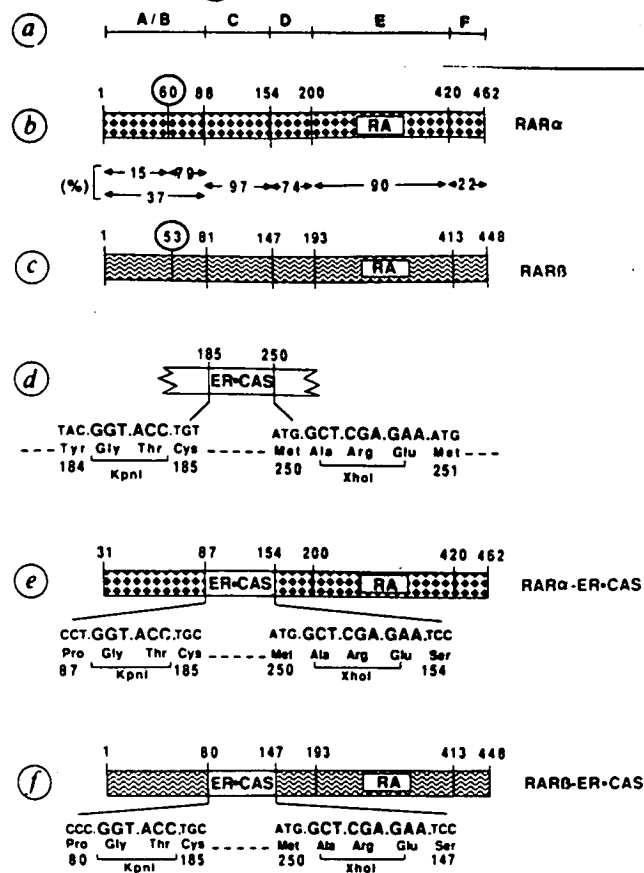 a A/B C D E F
1 60 86 154 200 420 462
b RA RARα
(%) 15 79 97 74 90 22
37
1 53 81 147 193 413 448
c RA RARß
185 250
d ER•CAS
TAC.GGT.ACC.TGT ATG.GCT.CGA.GAA.ATG
Tyr Gly Thr Cys Met Ala Arg Glu Met
184 KpnI 185 250 XhoI 251
31 87 154 200 420 462
e ER•CAS RA RARα-ER•CAS
CCT.GGT.ACC.TGC ATG.GCT.CGA.GAA.TCC
Pro Gly Thr Cys Met Ala Arg Glu Ser
87 KpnI 185 250 XhoI 154
1 80 147 193 413 448
f ER•CAS RA RARß-ER•CAS
CCC.GGT.ACC.TGC ATG.GCT.CGA.GAA.TCC
Pro Gly Thr Cys Met Ala Arg Glu Ser
80 KpnI 185 250 XhoI 147